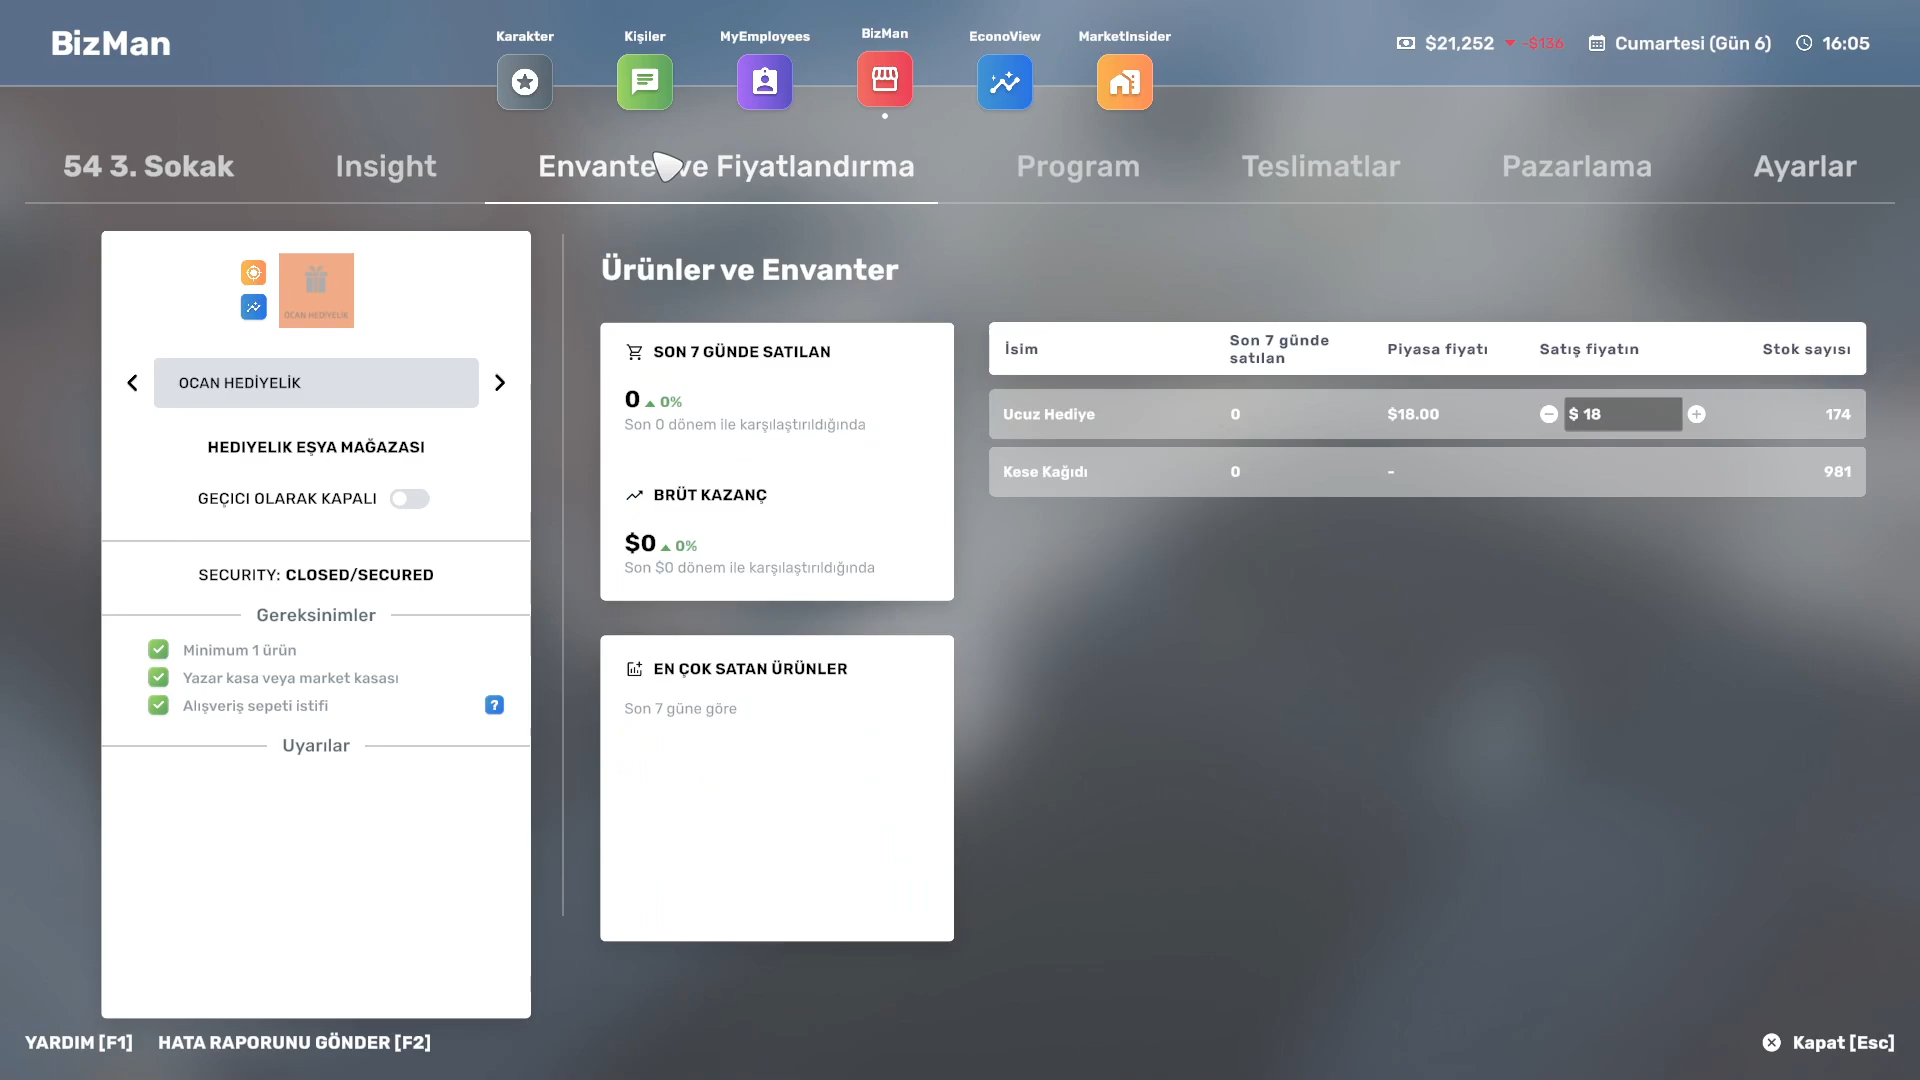 BizMan
Karakter
Kişiler
MyEmployees
BizMan
EconoView
MarketInsider
$21,252 -$136
Cumartesi (Gün 6)
16:05
54 3. Sokak
Insight
Envanter ve Fiyatlandırma
Program
Teslimatlar
Pazarlama
Ayarlar
OCAN HEDİYELİK
OCAN HEDİYELİK
HEDIYELIK EŞYA MAĞAZASI
GEÇICI OLARAK KAPALI
SECURITY: CLOSED/SECURED
Gereksinimler
Minimum 1 ürün
Yazar kasa veya market kasası
Alışveriş sepeti istifi
?
Uyarılar
Ürünler ve Envanter
SON 7 GÜNDE SATILAN
0 0%
Son 0 dönem ile karşılaştırıldığında
BRÜT KAZANÇ
$0 0%
Son $0 dönem ile karşılaştırıldığında
EN ÇOK SATAN ÜRÜNLER
Son 7 güne göre
İsim
Son 7 günde
satılan
Piyasa fiyatı
Satış fiyatın
Stok sayısı
Ucuz Hediye 0 $18.00 $ 18 174
Kese Kağıdı 0 - 981
YARDIM [F1]
HATA RAPORUNU GÖNDER [F2]
Kapat [Esc]